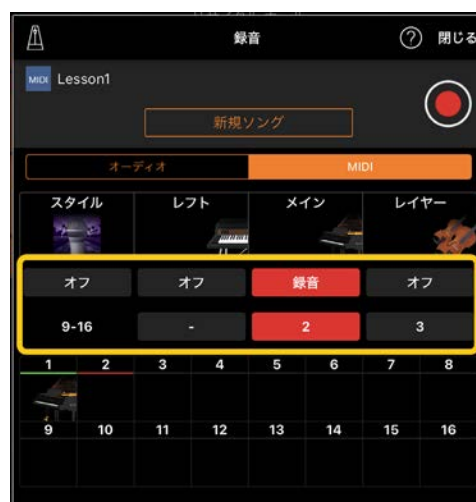 録音
? 閉じる
MIDI Lesson1
新規ソング
オーディオ MIDI
スタイル レフト メイン レイヤー
オフ オフ 録音 オフ
9-16 - 2 3
1 2 3 4 5 6 7 8
9 10 11 12 13 14 15 16